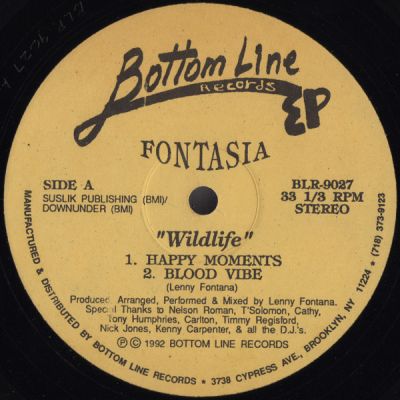 Bottom Line
Records
EP
FONTASIA
SIDE A
SUSLIK PUBLISHING (BMI)/
DOWNUNDER (BMI)
BLR-9027
33 1/3 RPM
STEREO
"Wildlife"
1. HAPPY MOMENTS
2. BLOOD VIBE
(Lenny Fontana)
Produced Arranged, Performed & Mixed by Lenny Fontana.
Special Thanks to Nelson Roman, T'Solomon, Cathy,
Tony Humphries, Carlton, Timmy Regisford,
Nick Jones, Kenny Carpenter, & all the D.J.'s.
℗ © 1992 BOTTOM LINE RECORDS
MANUFACTURED & DISTRIBUTED BY BOTTOM LINE RECORDS * 3738 CYPRESS AVE., BROOKLYN, NY 11224 * (718) 373-9123